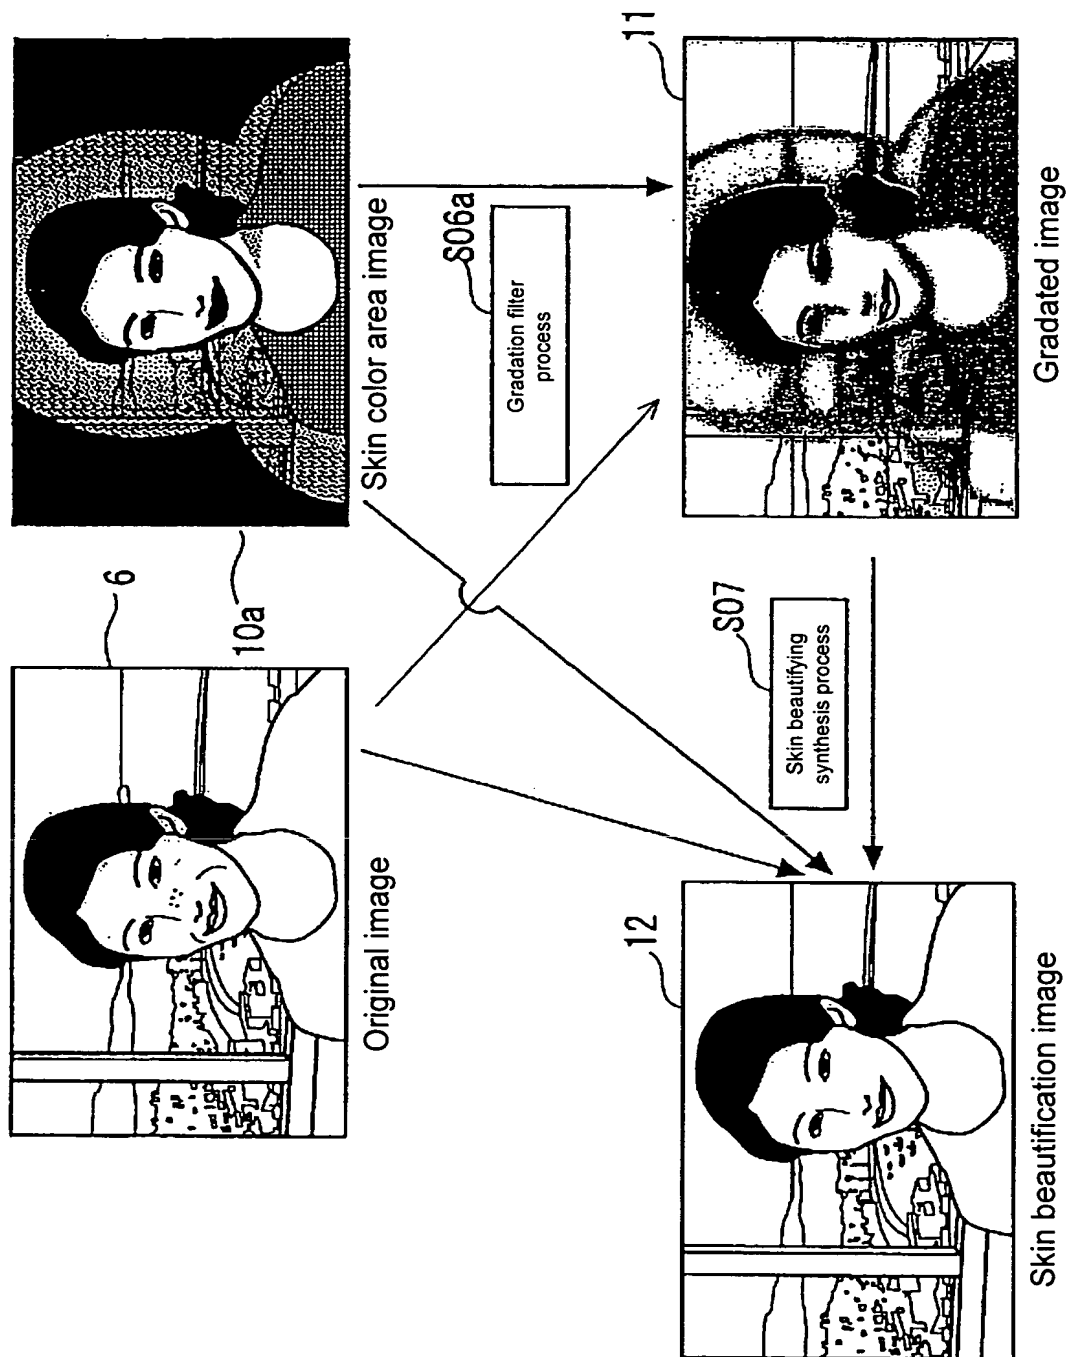 6
Original image
10a
Skin color area image
S06a
Gradation filter
process
11
Gradated image
S07
Skin beautifying
synthesis process
12
Skin beautification image